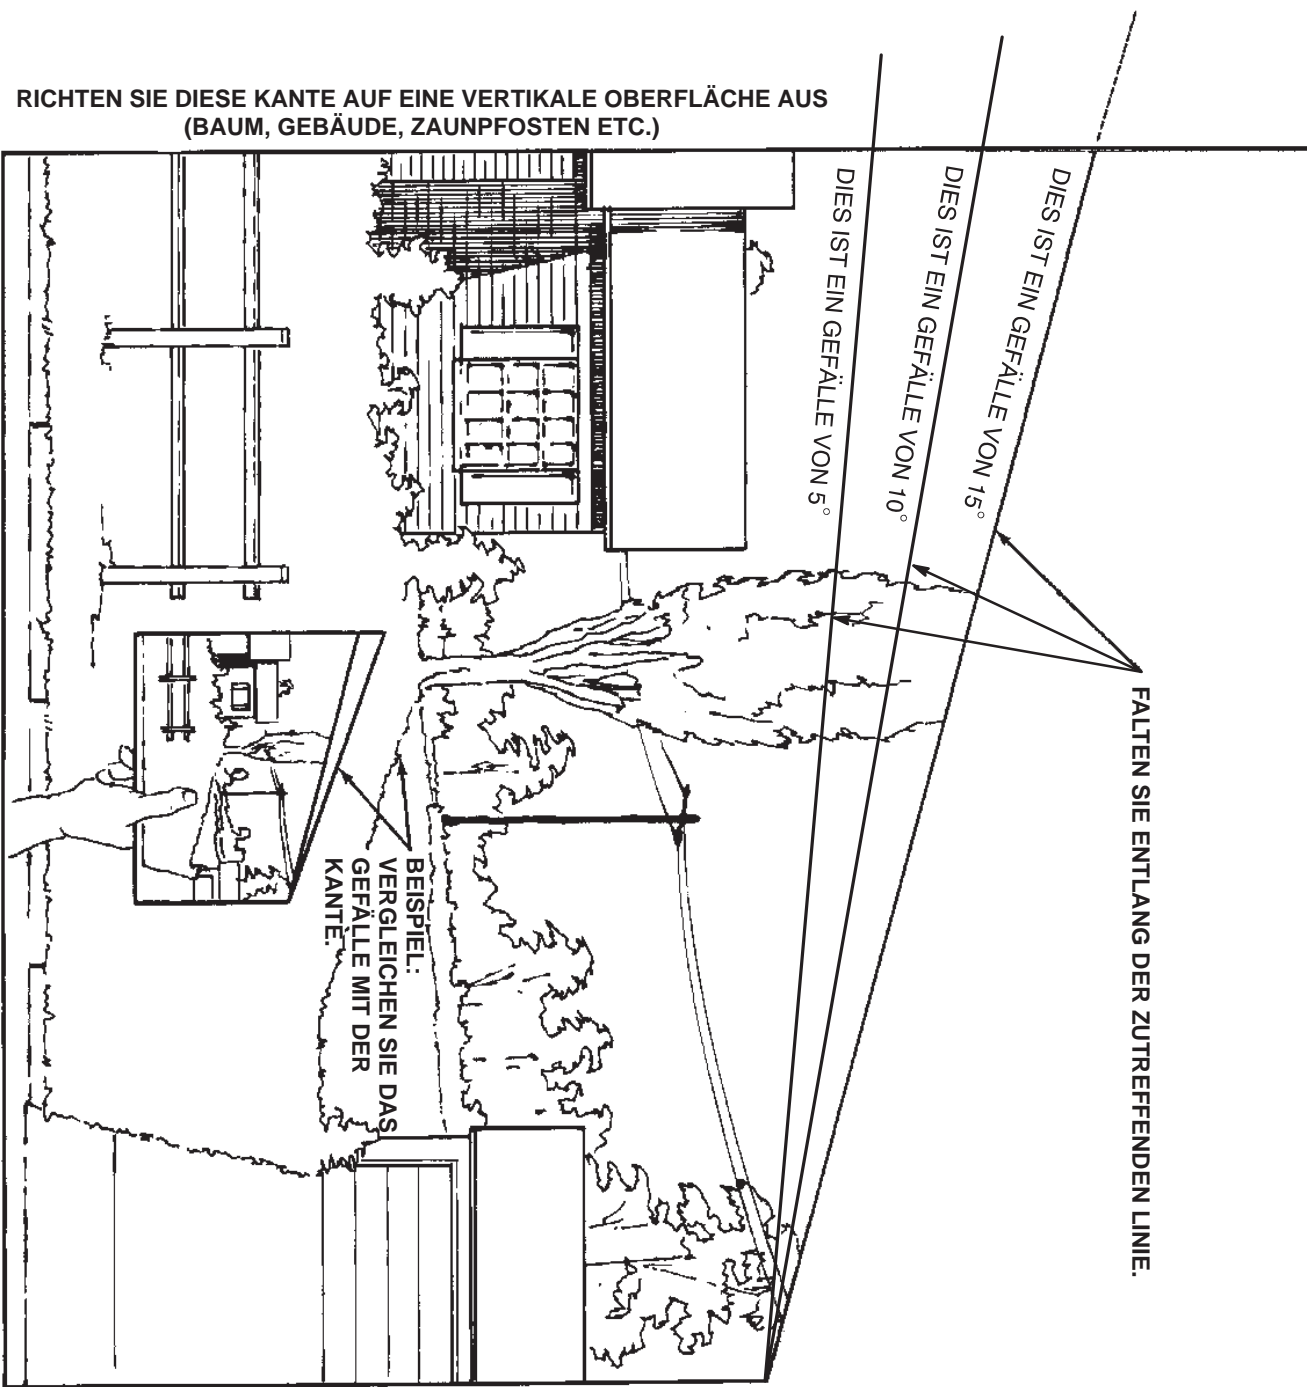 RICHTEN SIE DIESE KANTE AUF EINE VERTIKALE OBERFLÄCHE AUS
(BAUM, GEBÄUDE, ZAUNPFOSTEN ETC.)
DIES IST EIN GEFÄLLE VON 5°
DIES IST EIN GEFÄLLE VON 10°
DIES IST EIN GEFÄLLE VON 15°
FALTEN SIE ENTLANG DER ZUTREFFENDEN LINIE.
BEISPIEL:
VERGLEICHEN SIE DAS
GEFÄLLE MIT DER
KANTE.